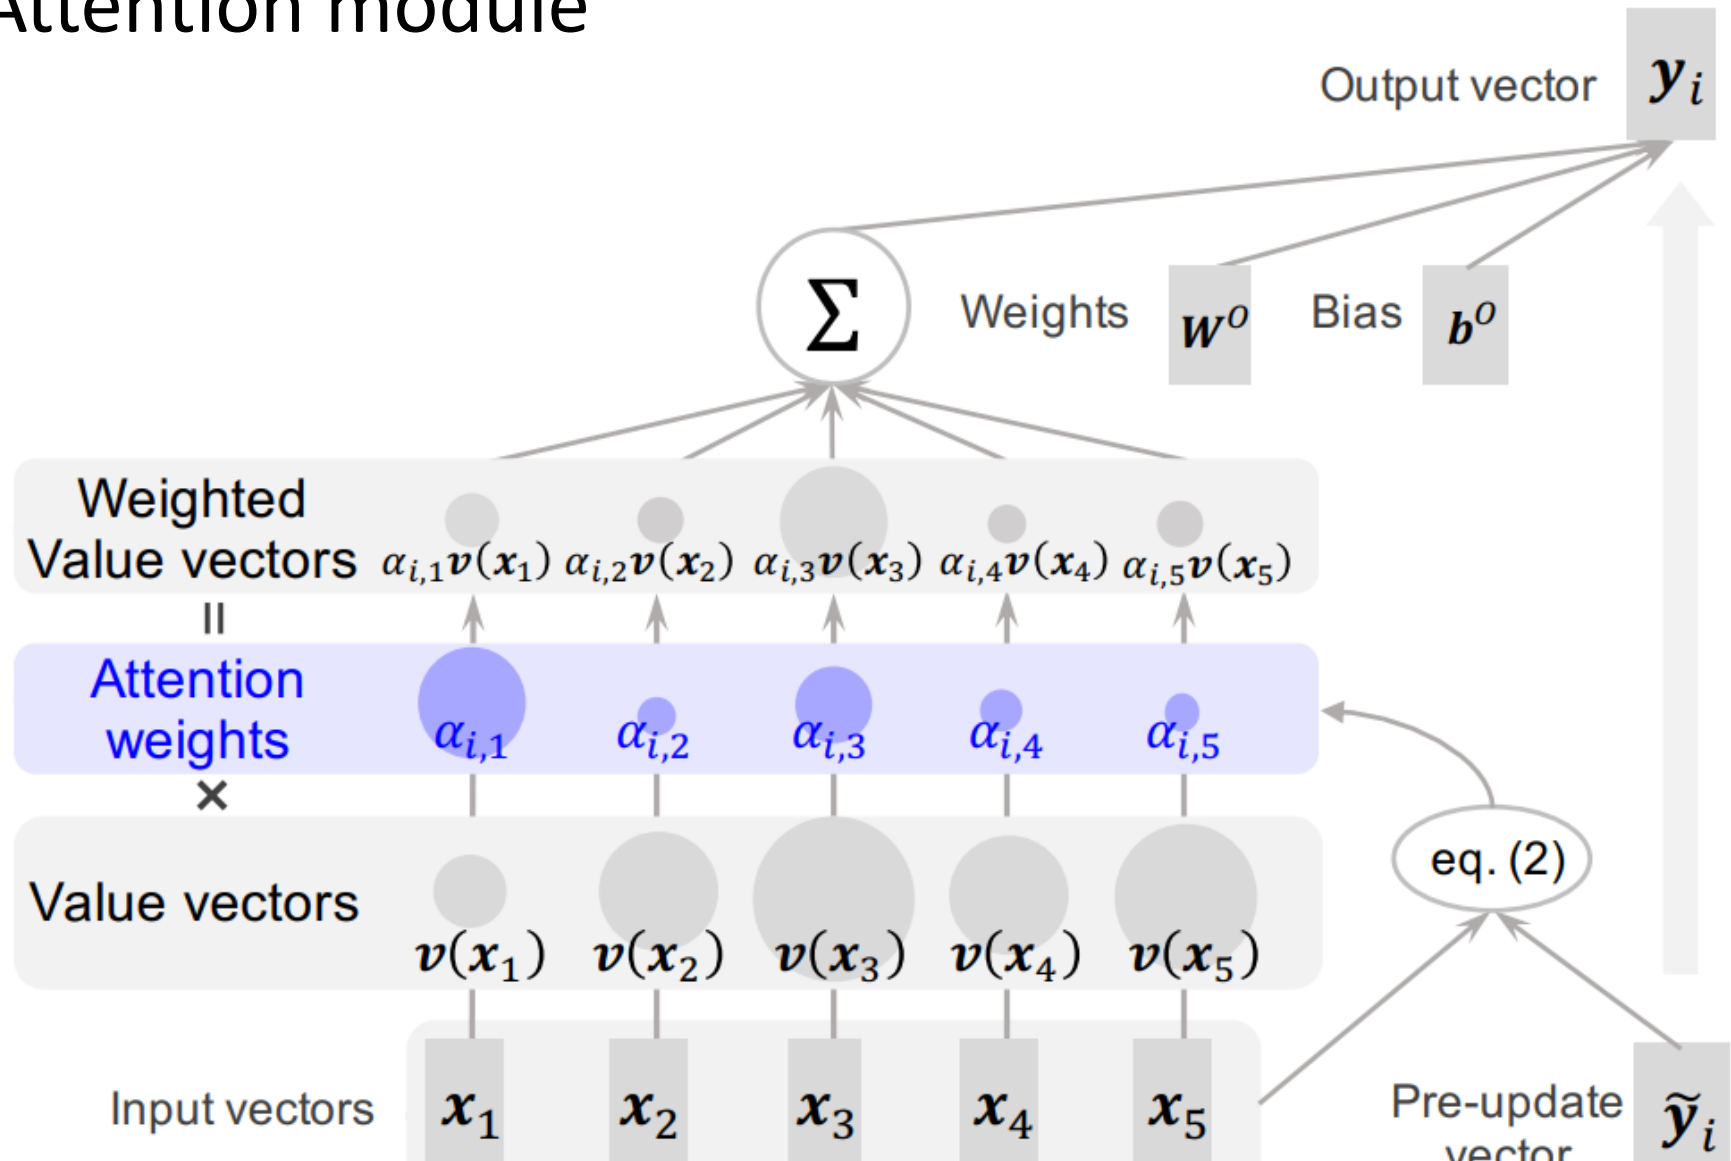 Attention module
Output vector
yᵢ
Σ
Weights
Wᴼ
Bias
bᴼ
Weighted
Value vectors
αᵢ,₁v(x₁) αᵢ,₂v(x₂) αᵢ,₃v(x₃) αᵢ,₄v(x₄) αᵢ,₅v(x₅)
=
Attention
weights
αᵢ,₁ αᵢ,₂ αᵢ,₃ αᵢ,₄ αᵢ,₅
×
eq. (2)
Value vectors
v(x₁) v(x₂) v(x₃) v(x₄) v(x₅)
Input vectors
x₁ x₂ x₃ x₄ x₅
Pre-update
vector
ỹᵢ